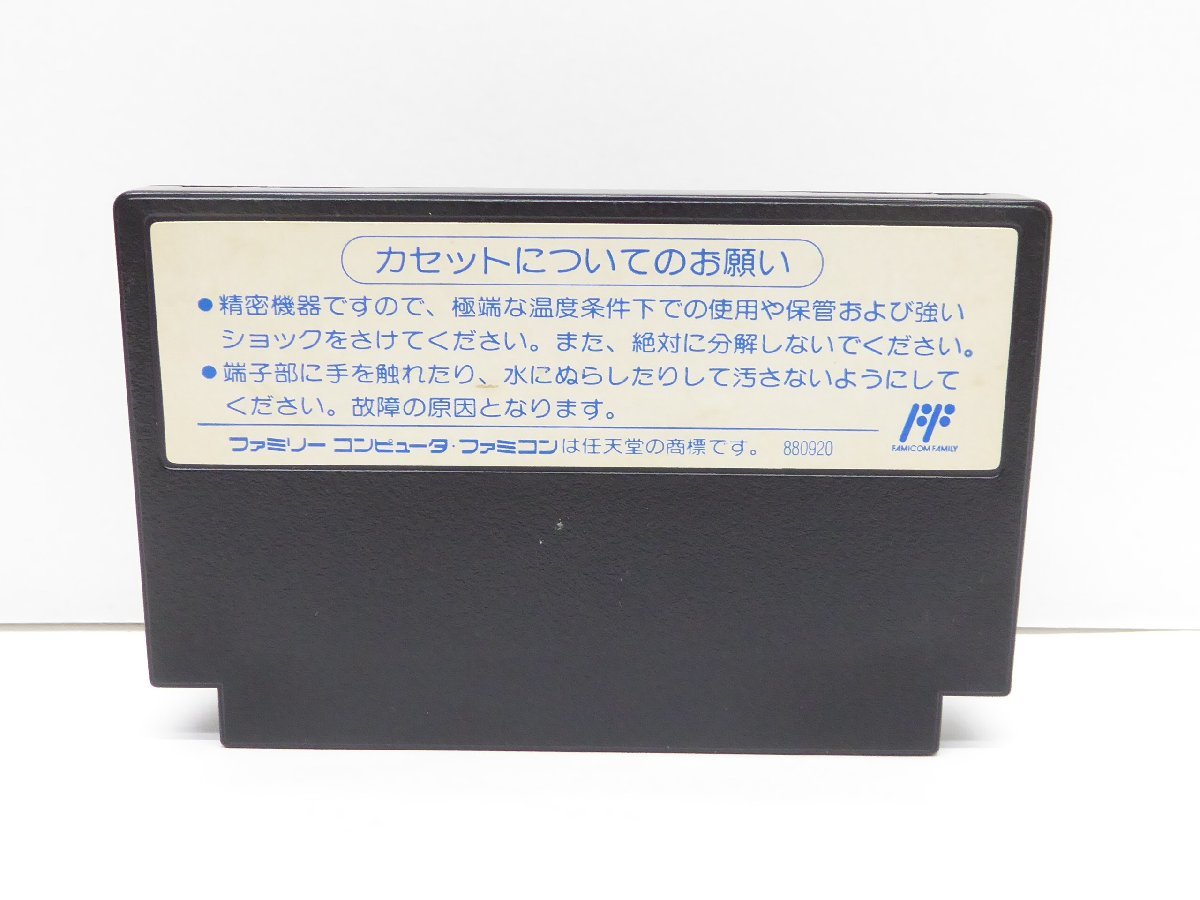 カセットについてのお願い
●精密機器ですので、極端な温度条件下での使用や保管および強い
ショックをさけてください。また、絶対に分解しないでください。
●端子部に手を触れたり、水にぬらしたりして汚さないようにして
ください。故障の原因となります。
ファミリーコンピュータ・ファミコンは任天堂の商標です。 880920
FAMICOM FAMILY